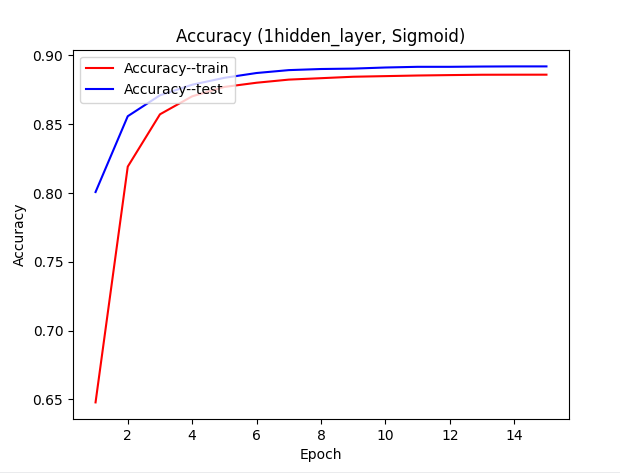 Accuracy (1hidden_layer, Sigmoid)
0.90
0.85
0.80
0.75
0.70
0.65
Accuracy
Accuracy--train
Accuracy--test
2 4 6 8 10 12 14
Epoch